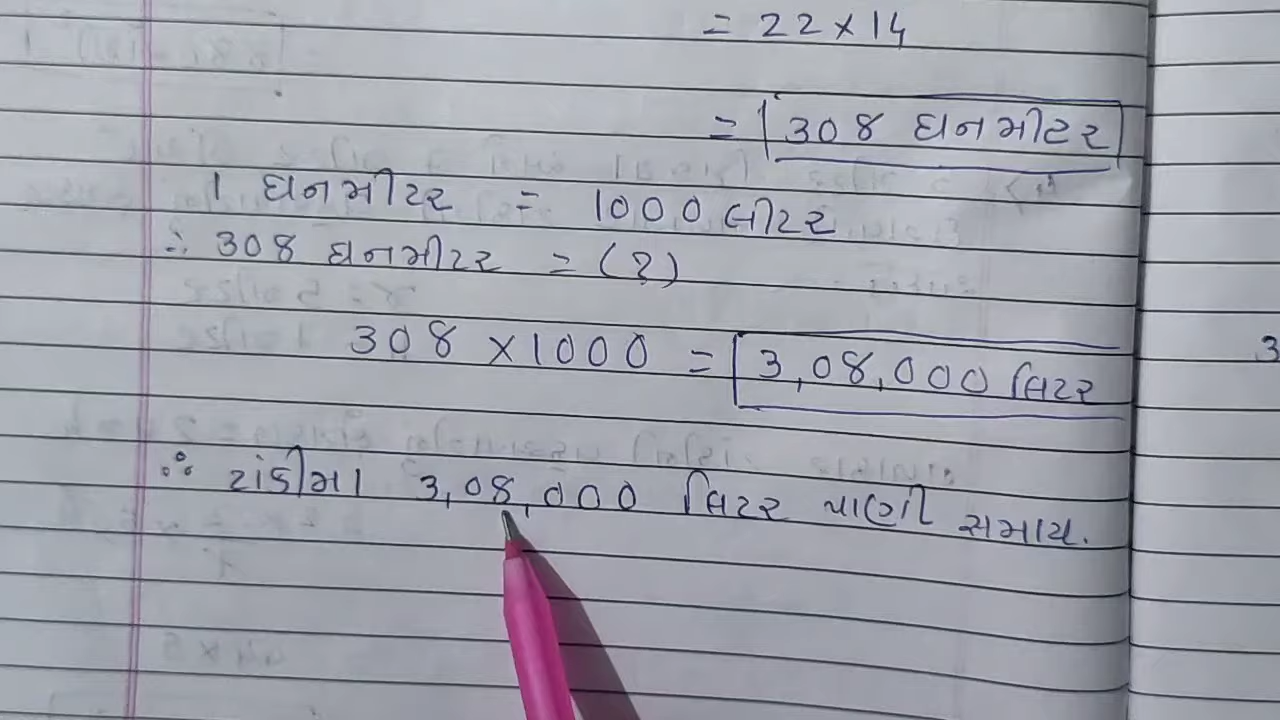 = 22 × 14
= 308 ઘનમીટર
1 ઘનમીટર = 1000 લીટર
∴ 308 ઘનમીટર = (?)
308 × 1000 = 3,08,000 લિટર
∴ ટાંકીમાં 3,08,000 લિટર પાણી સમાય.
3